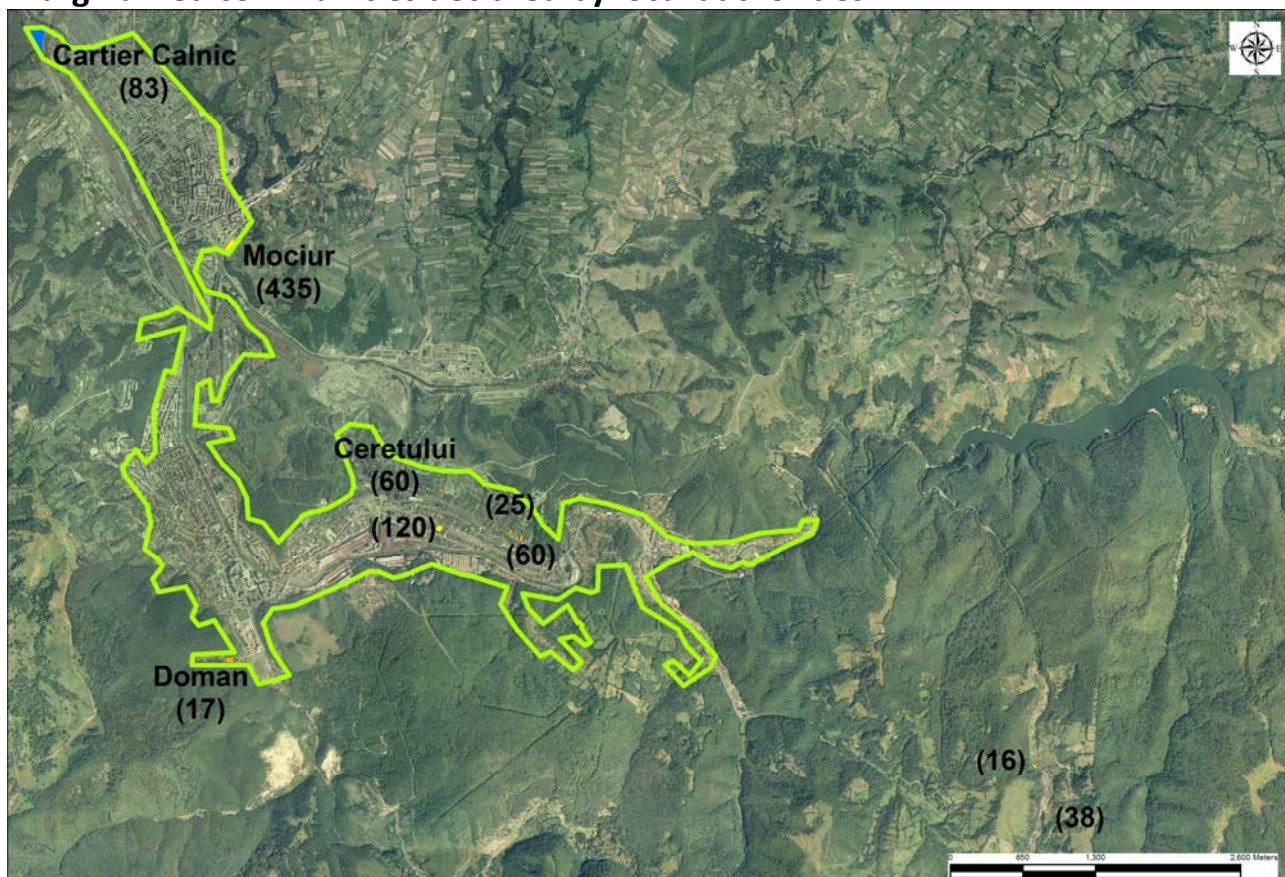 Cartier Calnic
(83)
N
E
S
Mociur
(435)
Ceretului
(60)
(25)
(120)
(60)
Doman
(17)
(16)
(38)
0 650 1,300 2,600 Meters